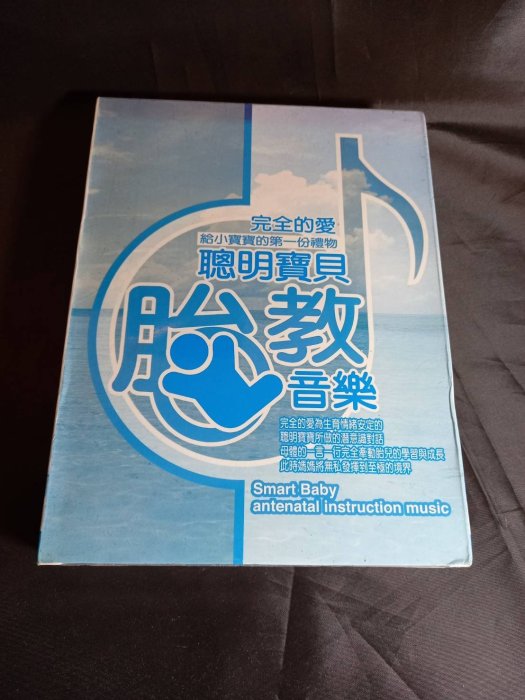 完全的愛
給小寶寶的第一份禮物
聰明寶貝
胎教
音樂
完全的愛為生育情緒安定的
聰明寶寶所做的潛意識對話
母體的一言一行完全牽動胎兒的學習與成長
此時媽媽將無私發揮到至極的境界
Smart Baby
antenatal instruction music